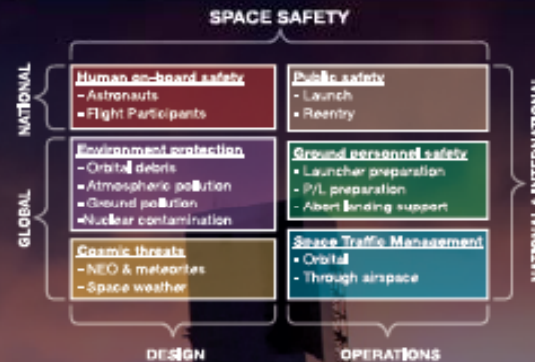 SPACE SAFETY
NATIONAL
Human on-board safety
- Astronauts
- Flight Participants
Public safety
- Launch
- Reentry
GLOBAL
Environment protection
- Orbital debris
- Atmospheric pollution
- Ground pollution
-Nuclear contamination
Ground personnel safety
- Launcher preparation
- P/L preparation
- Abort landing support
Cosmic threats
- NEO & meteorites
- Space weather
Space Traffic Management
- Orbital
- Through airspace
NATIONAL & INTERNATIONAL
DESIGN
OPERATIONS